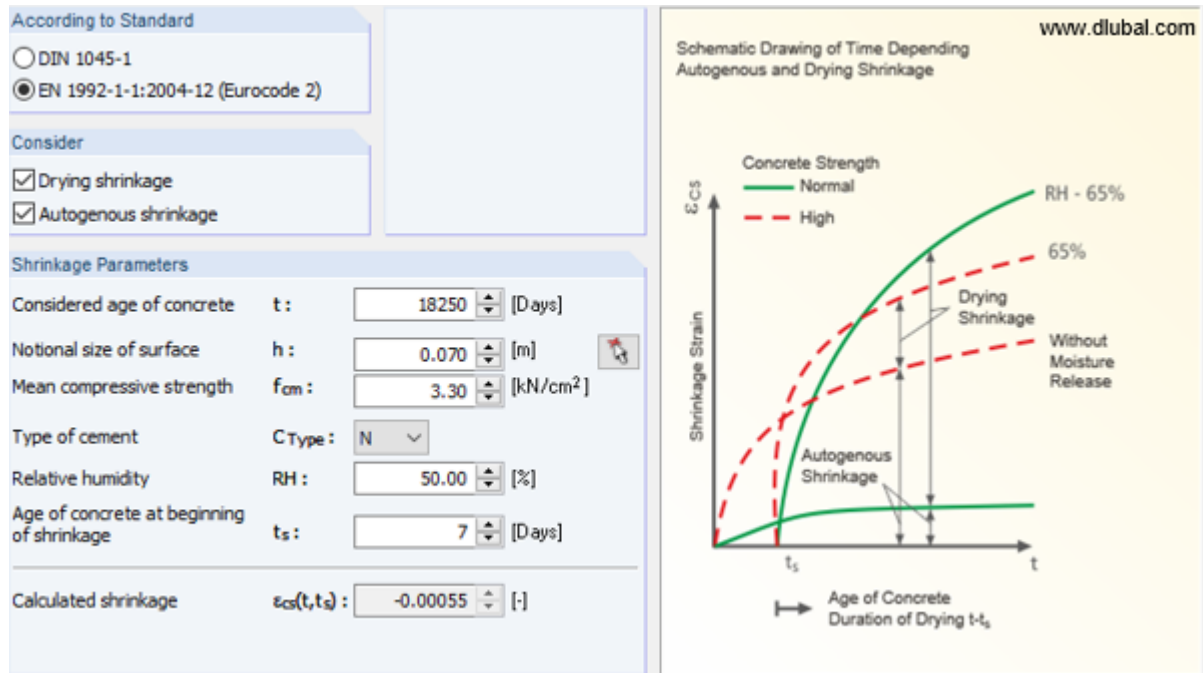 According to Standard
DIN 1045-1
EN 1992-1-1:2004-12 (Eurocode 2)
Consider
Drying shrinkage
Autogenous shrinkage
Shrinkage Parameters
Considered age of concrete t : 18250 [Days]
Notional size of surface h : 0.070 [m]
Mean compressive strength fcm : 3.30 [kN/cm²]
Type of cement CType : N
Relative humidity RH : 50.00 [%]
Age of concrete at beginning
of shrinkage ts : 7 [Days]
Calculated shrinkage εcs(t,ts) : -0.00055 [-]
www.dlubal.com
Schematic Drawing of Time Depending
Autogenous and Drying Shrinkage
Concrete Strength
Normal
High
εCS
Shrinkage Strain
RH - 65%
65%
Drying
Shrinkage
Without
Moisture
Release
Autogenous
Shrinkage
ts
t
Age of Concrete
Duration of Drying t-ts